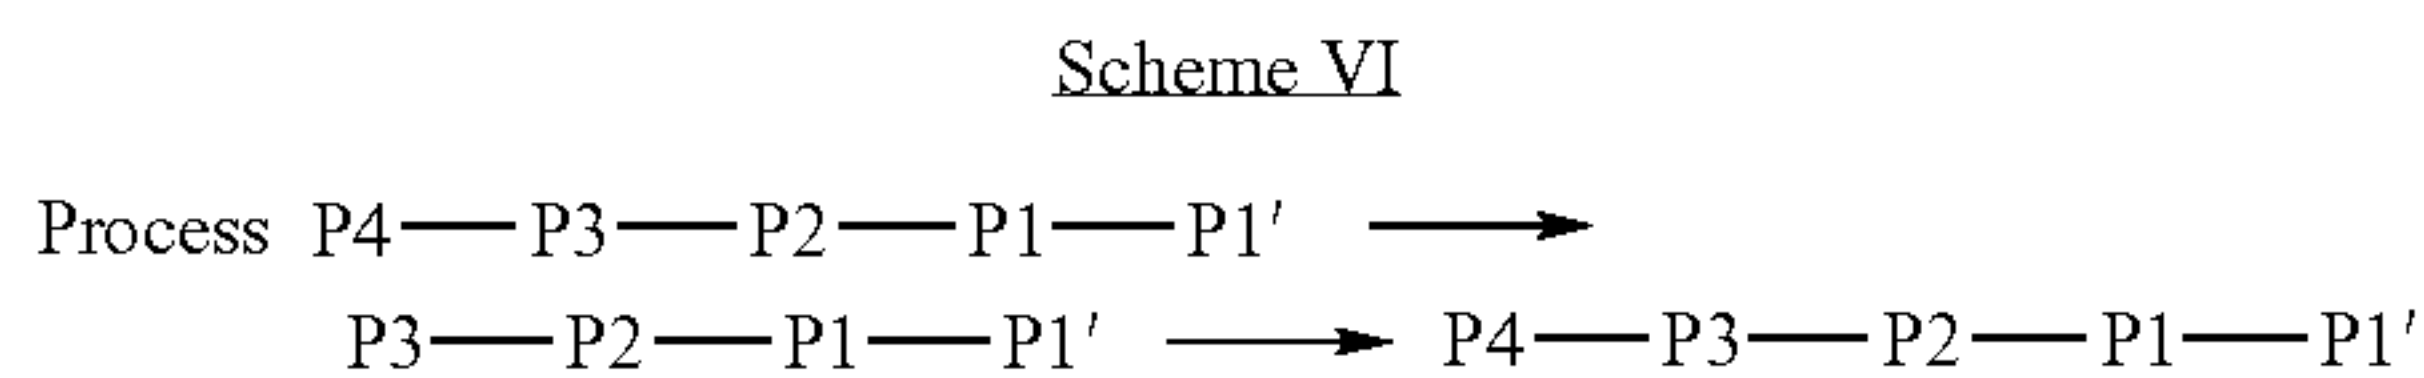 Scheme VI
Process P4—P3—P2—P1—P1′ ⟶
P3—P2—P1—P1′ ⟶ P4—P3—P2—P1—P1′